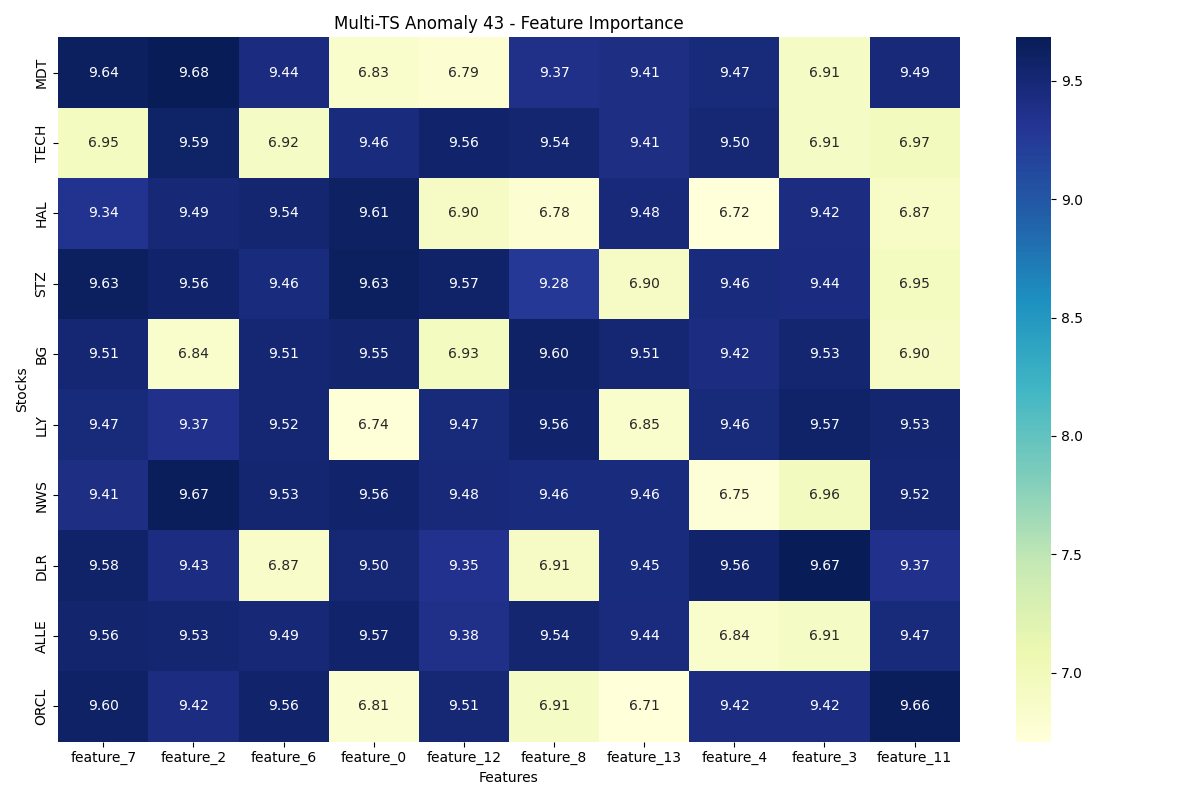 Multi-TS Anomaly 43 - Feature Importance
Stocks
MDT 9.64 9.68 9.44 6.83 6.79 9.37 9.41 9.47 6.91 9.49
TECH 6.95 9.59 6.92 9.46 9.56 9.54 9.41 9.50 6.91 6.97
HAL 9.34 9.49 9.54 9.61 6.90 6.78 9.48 6.72 9.42 6.87
STZ 9.63 9.56 9.46 9.63 9.57 9.28 6.90 9.46 9.44 6.95
BG 9.51 6.84 9.51 9.55 6.93 9.60 9.51 9.42 9.53 6.90
LLY 9.47 9.37 9.52 6.74 9.47 9.56 6.85 9.46 9.57 9.53
NWS 9.41 9.67 9.53 9.56 9.48 9.46 9.46 6.75 6.96 9.52
DLR 9.58 9.43 6.87 9.50 9.35 6.91 9.45 9.56 9.67 9.37
ALLE 9.56 9.53 9.49 9.57 9.38 9.54 9.44 6.84 6.91 9.47
ORCL 9.60 9.42 9.56 6.81 9.51 6.91 6.71 9.42 9.42 9.66
feature_7 feature_2 feature_6 feature_0 feature_12 feature_8 feature_13 feature_4 feature_3 feature_11
Features
9.5
9.0
8.5
8.0
7.5
7.0